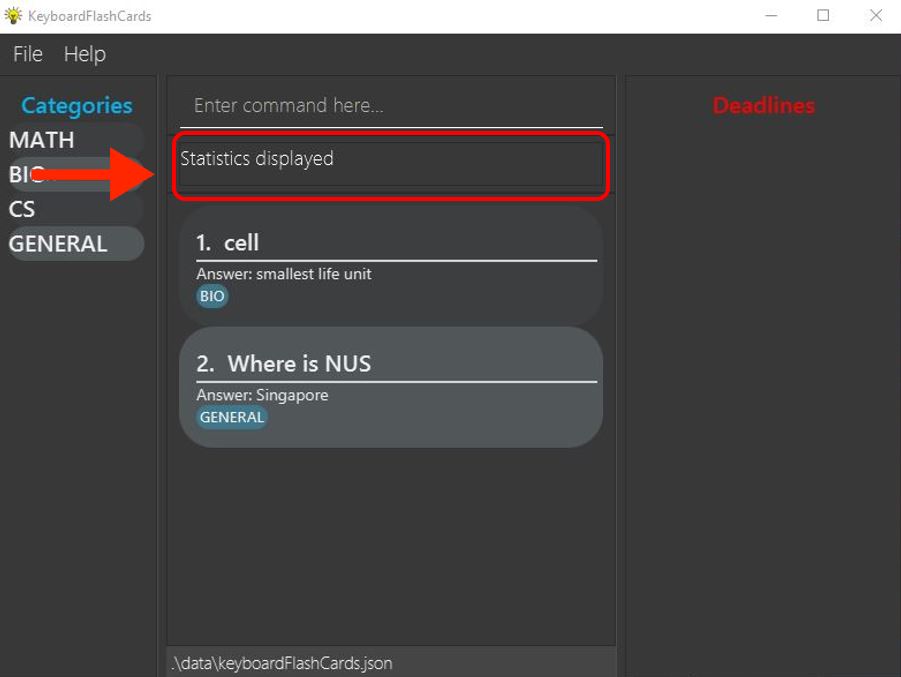 KeyboardFlashCards
File Help
Categories
MATH
BIO
CS
GENERAL
Enter command here...
Statistics displayed
1. cell
Answer: smallest life unit
BIO
2. Where is NUS
Answer: Singapore
GENERAL
.\data\keyboardFlashCards.json
Deadlines